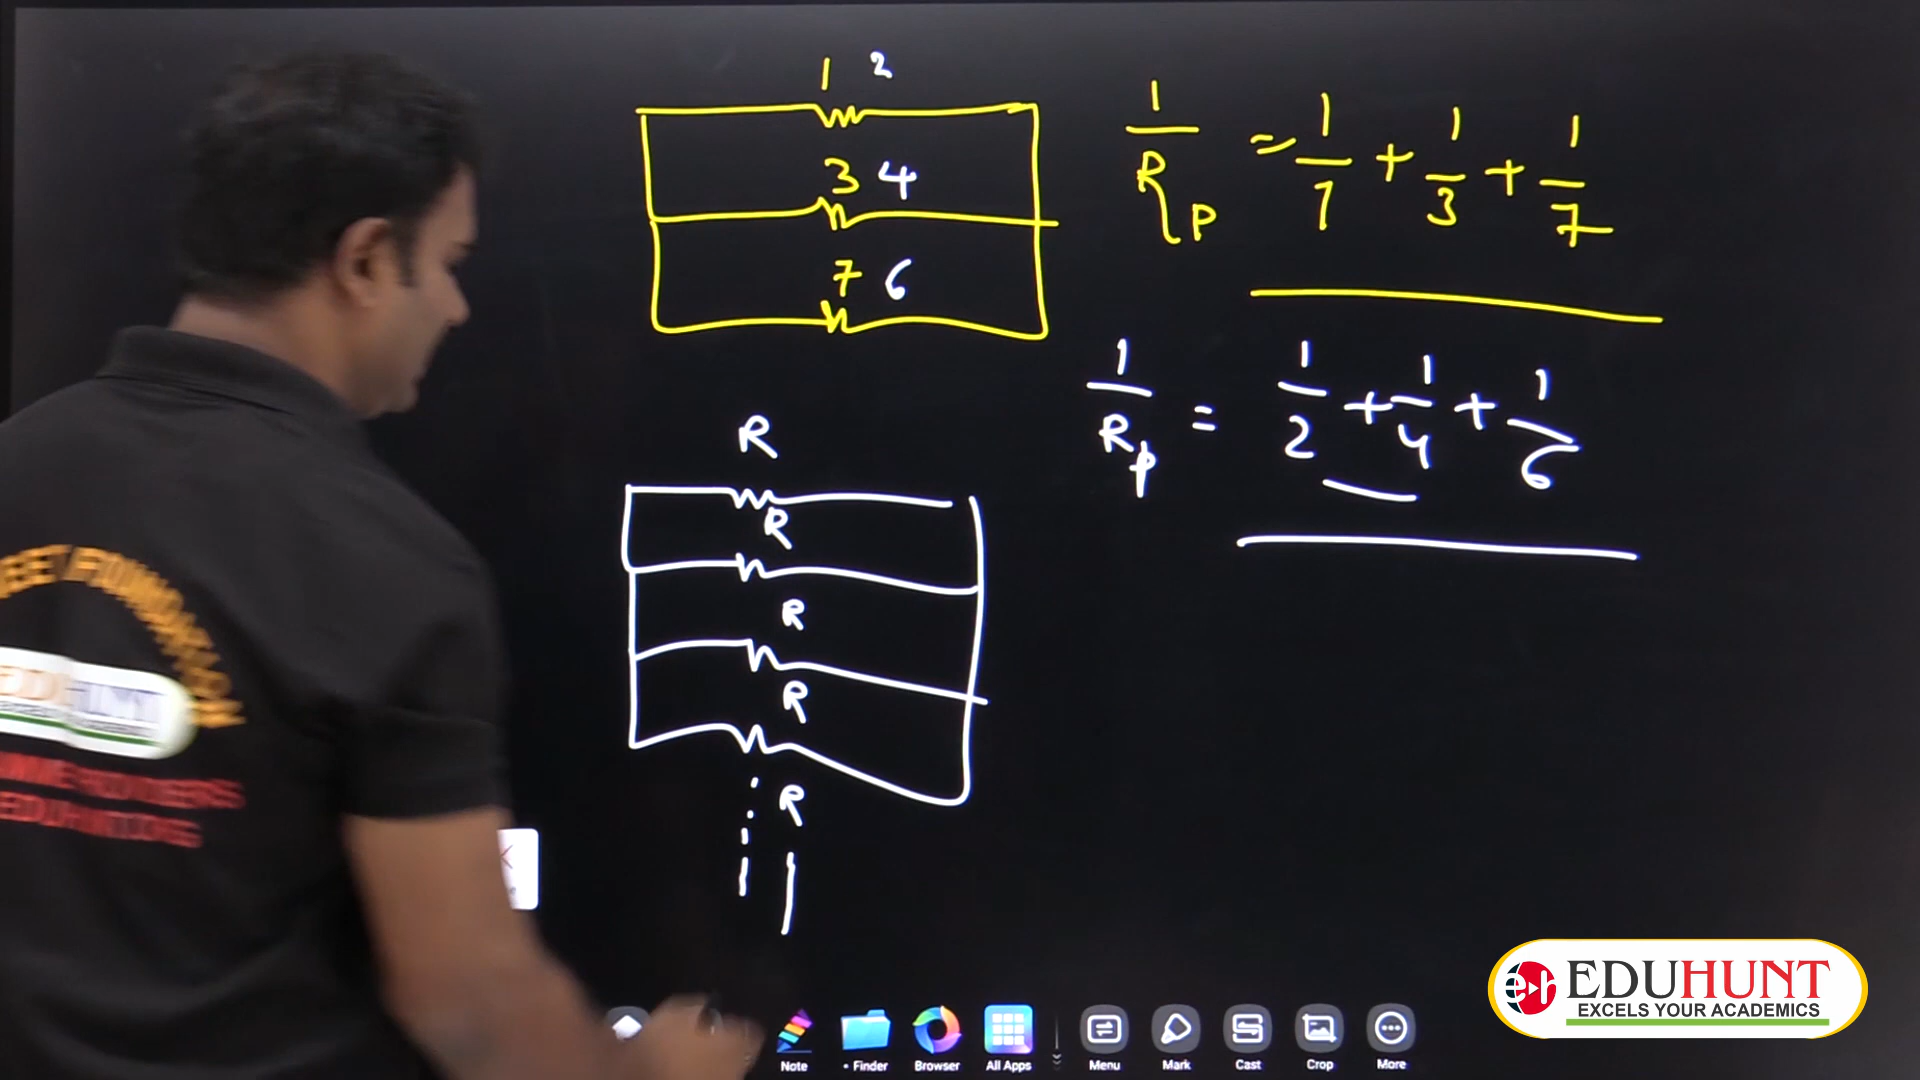 1 2
3 4
7 6
1/R_P = 1/1 + 1/3 + 1/7
1/R_p = 1/2 + 1/4 + 1/6
R
R
R
R
R
Note
Finder
Browser
All Apps
Menu
Mark
Cast
Crop
More
EDUHUNT
EXCELS YOUR ACADEMICS